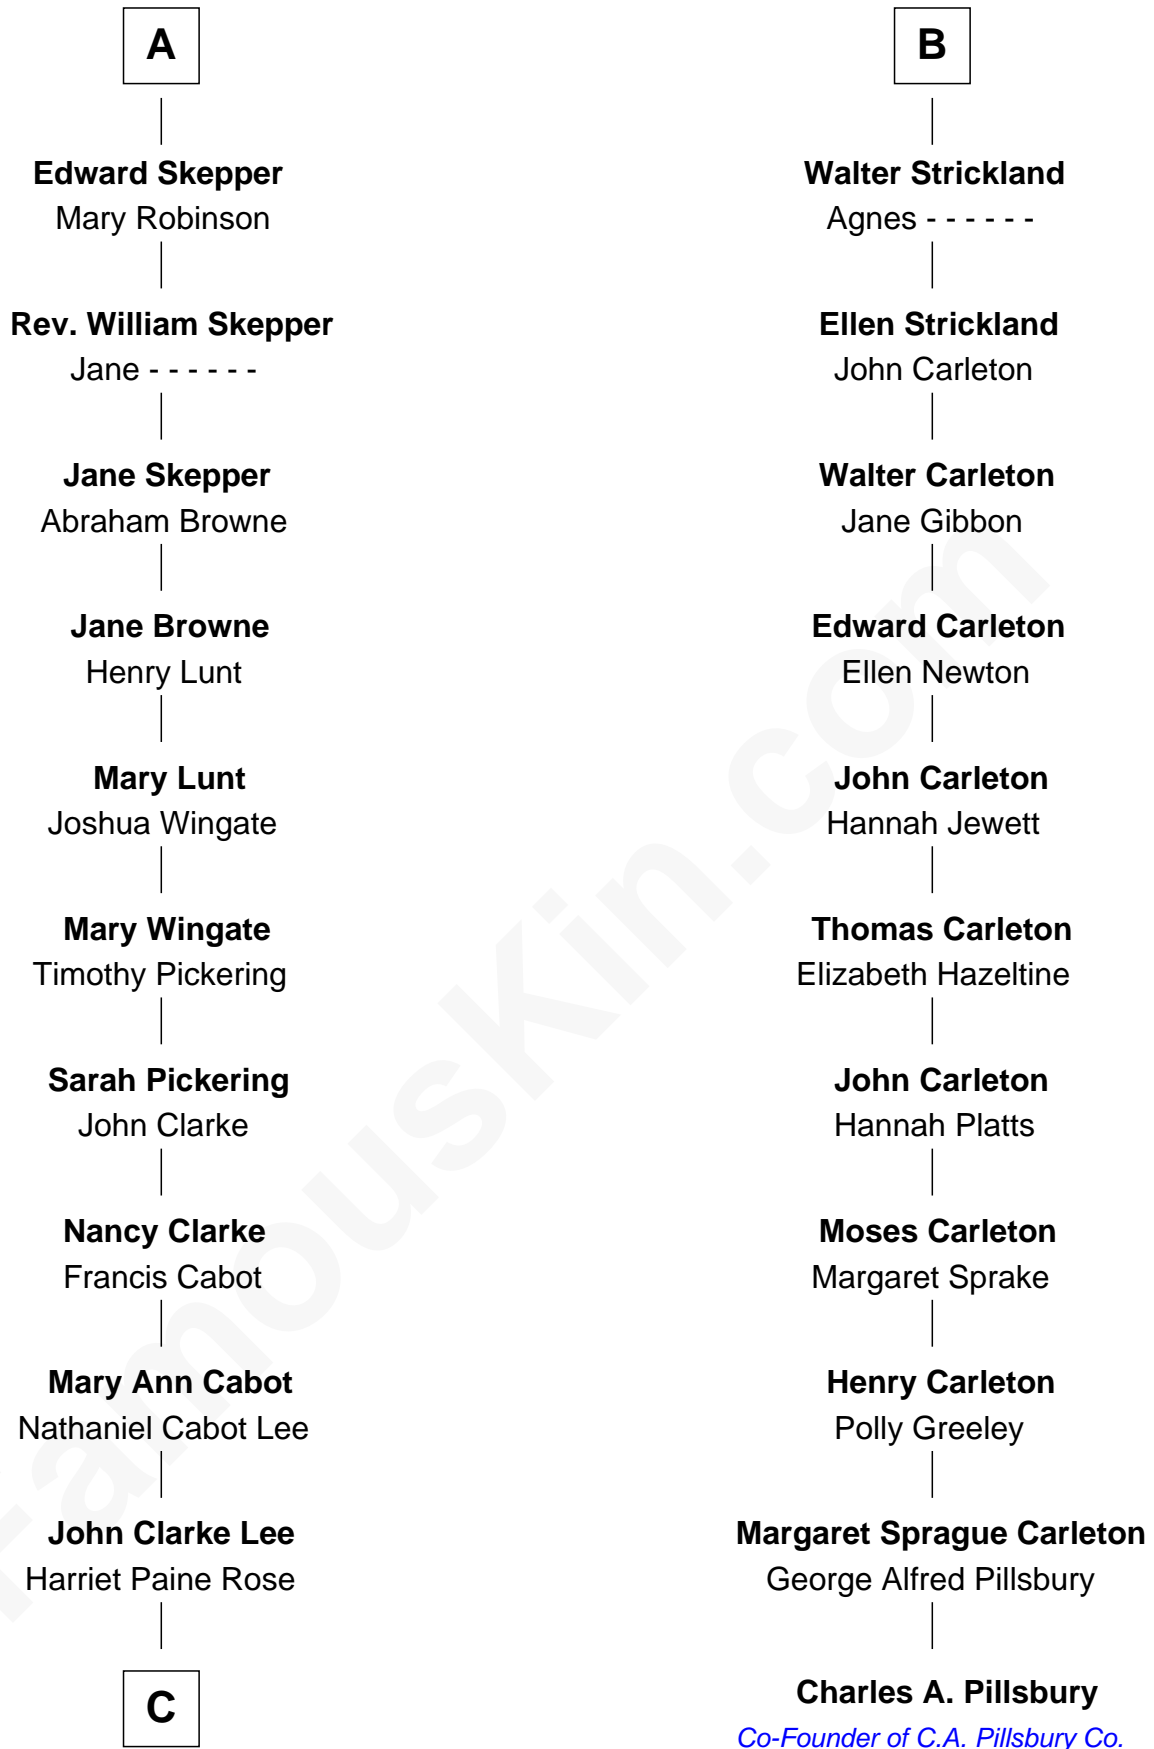 A
Edward Skepper
Mary Robinson
Rev. William Skepper
Jane - - - - - -
Jane Skepper
Abraham Browne
Jane Browne
Henry Lunt
Mary Lunt
Joshua Wingate
Mary Wingate
Timothy Pickering
Sarah Pickering
John Clarke
Nancy Clarke
Francis Cabot
Mary Ann Cabot
Nathaniel Cabot Lee
John Clarke Lee
Harriet Paine Rose
C
B
Walter Strickland
Agnes - - - - - -
Ellen Strickland
John Carleton
Walter Carleton
Jane Gibbon
Edward Carleton
Ellen Newton
John Carleton
Hannah Jewett
Thomas Carleton
Elizabeth Hazeltine
John Carleton
Hannah Platts
Moses Carleton
Margaret Sprake
Henry Carleton
Polly Greeley
Margaret Sprague Carleton
George Alfred Pillsbury
Charles A. Pillsbury
Co-Founder of C.A. Pillsbury Co.
FamousKin.com